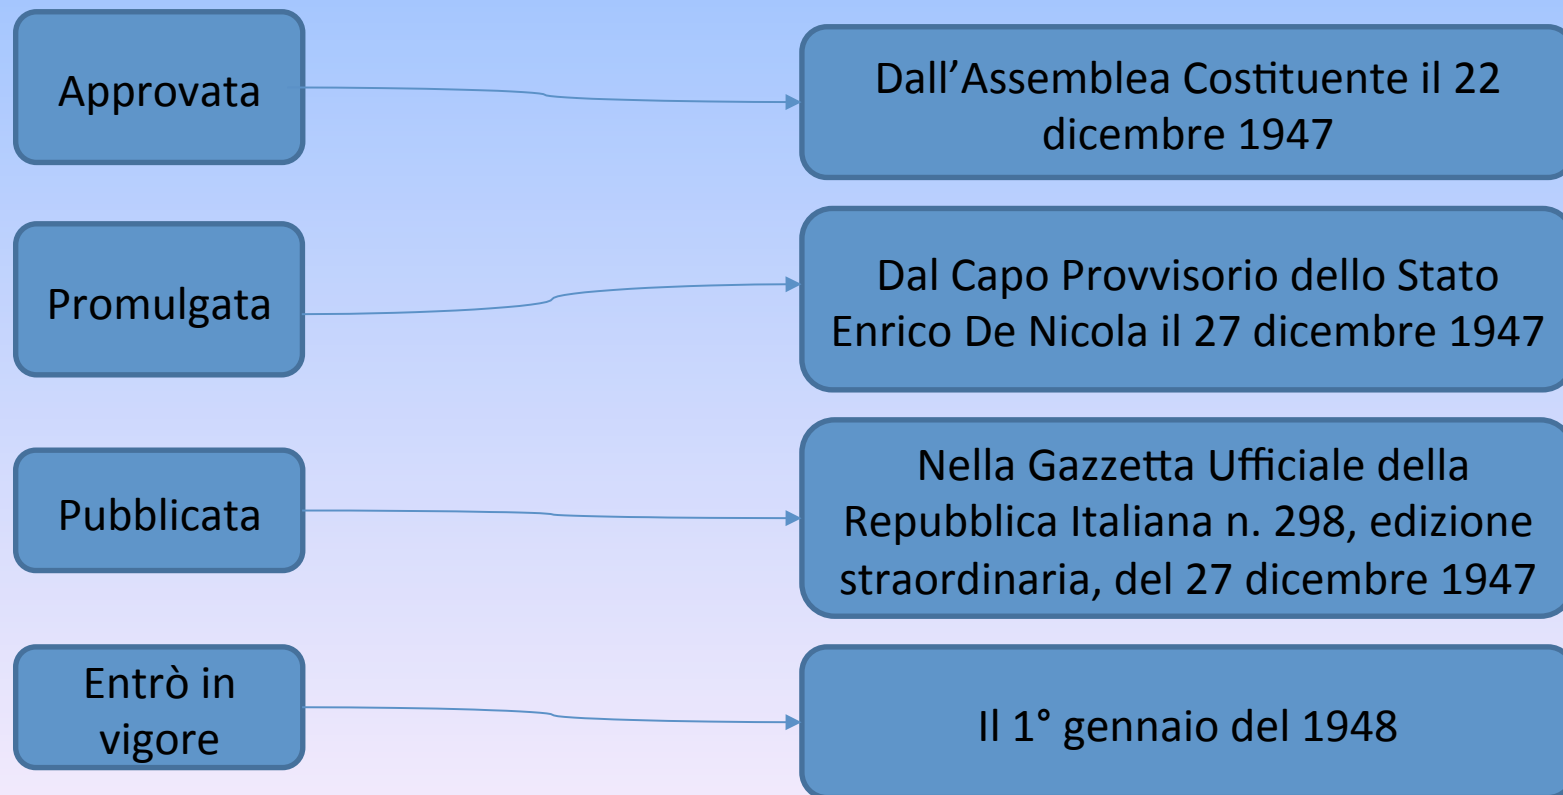 Approvata
Dall’Assemblea Costituente il 22
dicembre 1947
Promulgata
Dal Capo Provvisorio dello Stato
Enrico De Nicola il 27 dicembre 1947
Pubblicata
Nella Gazzetta Ufficiale della
Repubblica Italiana n. 298, edizione
straordinaria, del 27 dicembre 1947
Entrò in
vigore
Il 1° gennaio del 1948